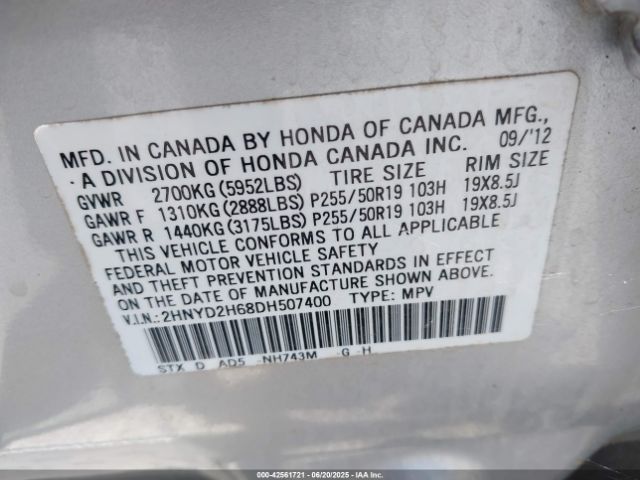 MFD. IN CANADA BY HONDA OF CANADA MFG.,
A DIVISION OF HONDA CANADA INC. 09/'12
GVWR 2700KG(5952LBS) TIRE SIZE RIM SIZE
GAWR F 1310KG(2888LBS) P255/50R19 103H 19X8.5J
GAWR R 1440KG(3175LBS) P255/50R19 103H 19X8.5J
THIS VEHICLE CONFORMS TO ALL APPLICABLE
FEDERAL MOTOR VEHICLE SAFETY
AND THEFT PREVENTION STANDARDS IN EFFECT
ON THE DATE OF MANUFACTURE SHOWN ABOVE.
V.I.N.: 2HNYD2H68DH507400 TYPE: MPV
STX D AD5 NH743M G H
000-42561721 | 06/20/2025 | IAAI/IAAC